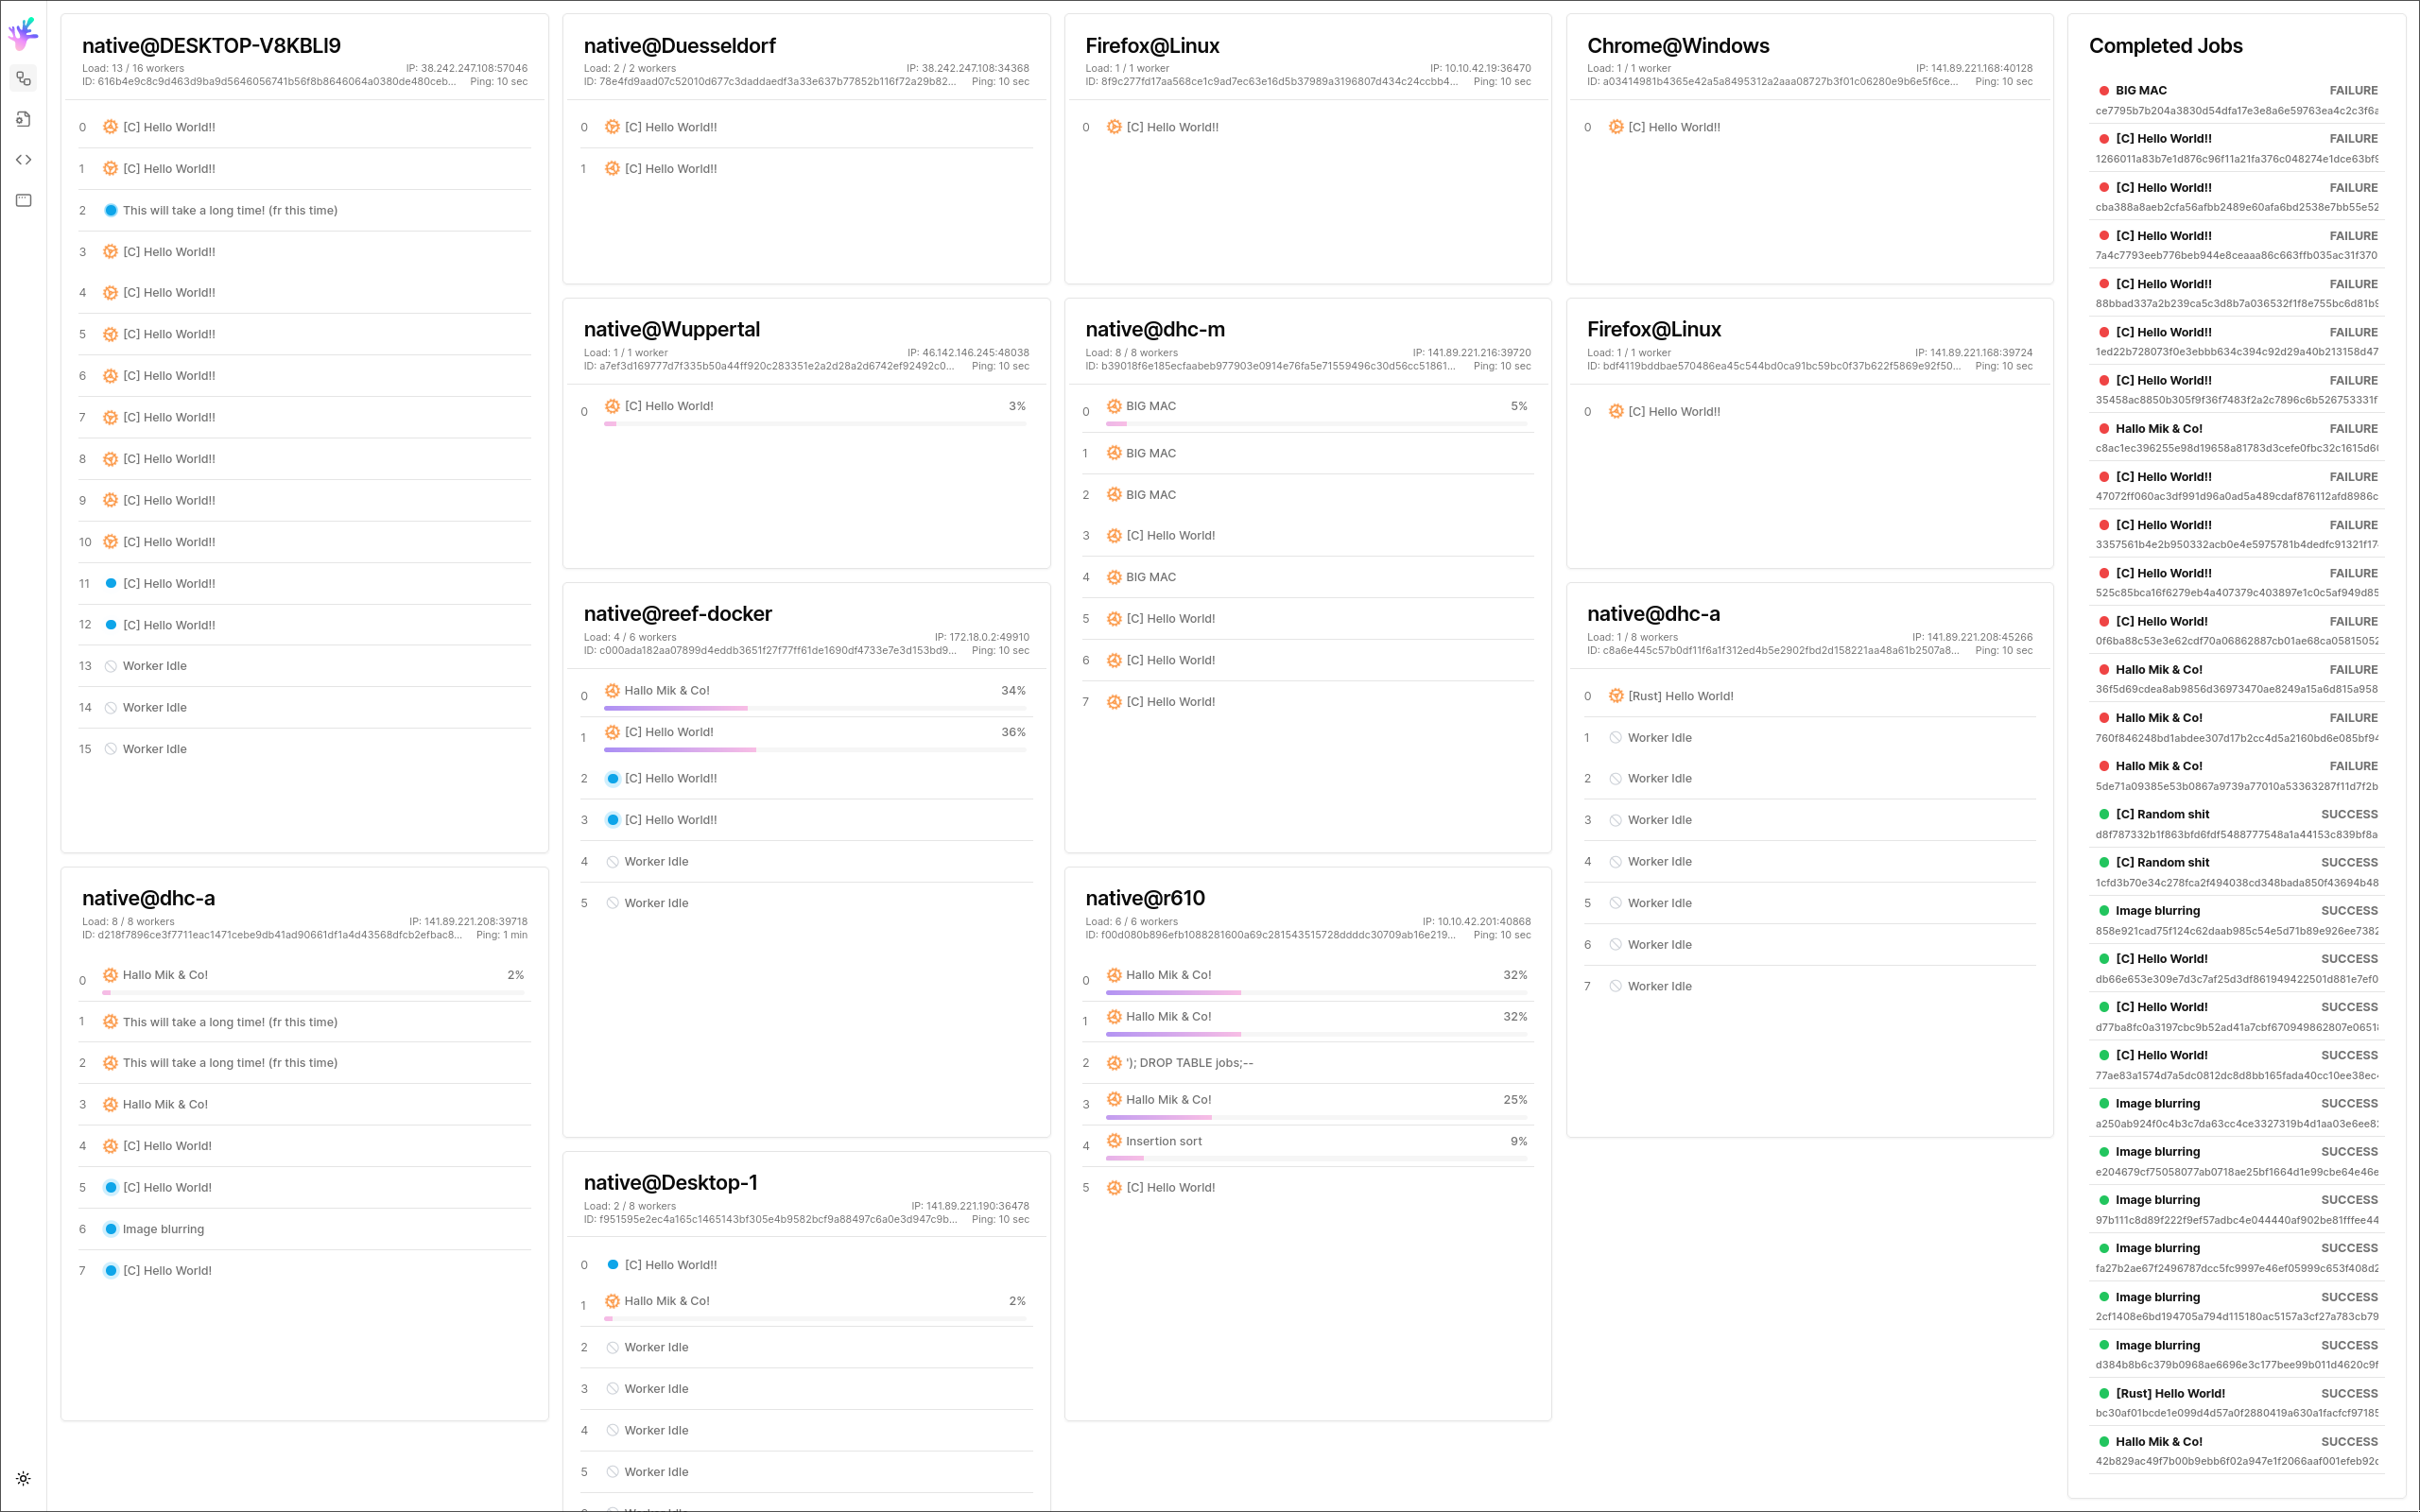 native@DESKTOP-V8KBLI9
Load: 13 / 16 workers IP: 38.242.247.108:57046
ID: 616b4e9c8c9d463d9ba9d5646056741b56f8b8646064a0380de480ceb... Ping: 10 sec
0 [C] Hello World!!
1 [C] Hello World!!
2 This will take a long time! (fr this time)
3 [C] Hello World!!
4 [C] Hello World!!
5 [C] Hello World!!
6 [C] Hello World!!
7 [C] Hello World!!
8 [C] Hello World!!
9 [C] Hello World!!
10 [C] Hello World!!
11 [C] Hello World!!
12 [C] Hello World!!
13 Worker Idle
14 Worker Idle
15 Worker Idle
native@dhc-a
Load: 8 / 8 workers IP: 141.89.221.208:39718
ID: d218f7896ce3f7711eac1471cebe9db41ad90661df1a4d43568dfcb2efbac8... Ping: 1 min
0 Hallo Mik & Co! 2%
1 This will take a long time! (fr this time)
2 This will take a long time! (fr this time)
3 Hallo Mik & Co!
4 [C] Hello World!
5 [C] Hello World!
6 Image blurring
7 [C] Hello World!
native@Duesseldorf
Load: 2 / 2 workers IP: 38.242.247.108:34368
ID: 78e4fd9aad07c52010d677c3daddaedf3a33e637b77852b116f72a29b82... Ping: 10 sec
0 [C] Hello World!!
1 [C] Hello World!!
native@Wuppertal
Load: 1 / 1 worker IP: 46.142.146.245:48038
ID: a7ef3d169777d7f335b50a44ff920c283351e2a2d28a2d6742ef92492c0... Ping: 10 sec
0 [C] Hello World! 3%
native@reef-docker
Load: 4 / 6 workers IP: 172.18.0.2:49910
ID: c000ada182aa07899d4eddb3651f27f77ff61de1690df4733e7e3d153bd9... Ping: 10 sec
0 Hallo Mik & Co! 34%
1 [C] Hello World! 36%
2 [C] Hello World!!
3 [C] Hello World!!
4 Worker Idle
5 Worker Idle
native@Desktop-1
Load: 2 / 8 workers IP: 141.89.221.190:36478
ID: f951595e2ec4a165c1465143bf305e4b9582bcf9a88497c6a0e3d947c9b... Ping: 10 sec
0 [C] Hello World!!
1 Hallo Mik & Co! 2%
2 Worker Idle
3 Worker Idle
4 Worker Idle
5 Worker Idle
Firefox@Linux
Load: 1 / 1 worker IP: 10.10.42.19:36470
ID: 8f9c277fd17aa568ce1c9ad7ec63e16d5b37989a3196807d434c24ccbb4... Ping: 10 sec
0 [C] Hello World!!
native@dhc-m
Load: 8 / 8 workers IP: 141.89.221.216:39720
ID: b39018f6e185ecfaabeb977903e0914e76fa5e71559496c30d56cc51861... Ping: 10 sec
0 BIG MAC 5%
1 BIG MAC
2 BIG MAC
3 [C] Hello World!
4 BIG MAC
5 [C] Hello World!
6 [C] Hello World!
7 [C] Hello World!
native@r610
Load: 6 / 6 workers IP: 10.10.42.201:40868
ID: f00d080b896efb1088281600a69c281543515728ddddc30709ab16e219... Ping: 10 sec
0 Hallo Mik & Co! 32%
1 Hallo Mik & Co! 32%
2 '); DROP TABLE jobs;--
3 Hallo Mik & Co! 25%
4 Insertion sort 9%
5 [C] Hello World!
Chrome@Windows
Load: 1 / 1 worker IP: 141.89.221.168:40128
ID: a03414981b4365e42a5a8495312a2aaa08727b3f01c06280e9b6e5f6ce... Ping: 10 sec
0 [C] Hello World!!
Firefox@Linux
Load: 1 / 1 worker IP: 141.89.221.168:39724
ID: bdf4119bddbae570486ea45c544bd0ca91bc59bc0f37b622f5869e92f50... Ping: 10 sec
0 [C] Hello World!!
native@dhc-a
Load: 1 / 8 workers IP: 141.89.221.208:45266
ID: c8a6e445c57b0df11f6a1f312ed4b5e2902fbd2d158221aa48a61b2507a8... Ping: 10 sec
0 [Rust] Hello World!
1 Worker Idle
2 Worker Idle
3 Worker Idle
4 Worker Idle
5 Worker Idle
6 Worker Idle
7 Worker Idle
Completed Jobs
BIG MAC FAILURE
ce7795b7b204a3830d54dfa17e3e8a6e59763ea4c2c3f6a
[C] Hello World!! FAILURE
1266011a83b7e1d876c96f11a21fa376c048274e1dce63bf9
[C] Hello World!! FAILURE
cba388a8aeb2cfa56afbb2489e60afa6bd2538e7bb55e52
[C] Hello World!! FAILURE
7a4c7793eeb776beb944e8ceaaa86c663ffb035ac31f370
[C] Hello World!! FAILURE
88bbad337a2b239ca5c3d8b7a036532f1f8e755bc6d81b9
[C] Hello World!! FAILURE
1ed22b728073f0e3ebbb634c394c92d29a40b213158d47
[C] Hello World!! FAILURE
35458ac8850b305f9f36f7483f2a2c7896c6b526753331f
Hallo Mik & Co! FAILURE
c8ac1ec396255e98d19658a81783d3cefe0fbc32c1615d6
[C] Hello World!! FAILURE
47072ff060ac3df991d96a0ad5a489cdaf876112afd8986c
[C] Hello World!! FAILURE
3357561b4e2b950332acb0e4e5975781b4dedfc91321f17
[C] Hello World!! FAILURE
525c85bca16f6279eb4a407379c403897e1c0c5af949d85
[C] Hello World! FAILURE
0f6ba88c53e3e62cdf70a06862887cb01ae68ca05815052
Hallo Mik & Co! FAILURE
36f5d69cdea8ab9856d36973470ae8249a15a6d815a958
Hallo Mik & Co! FAILURE
760f846248bd1abdee307d17b2cc4d5a2160bd6e085bf94
Hallo Mik & Co! FAILURE
5de71a09385e53b0867a9739a77010a53363287f11d7f2b
[C] Random shit SUCCESS
d8f787332b1f863bfd6fdf5488777548a1a44153c839bf8a
[C] Random shit SUCCESS
1cfd3b70e34c278fca2f494038cd348bada850f43694b48
Image blurring SUCCESS
858e921cad75f124c62daab985c54e5d71b89e926ee7382
[C] Hello World! SUCCESS
db66e653e309e7d3c7af25d3df861949422501d881e7ef0
[C] Hello World! SUCCESS
d77ba8fc0a3197cbc9b52ad41a7cbf670949862807e0651
[C] Hello World! SUCCESS
77ae83a1574d7a5dc0812dc8d8bb165fada40cc10ee38ec
Image blurring SUCCESS
a250ab924f0c4b3c7da63cc4ce3327319b4d1aa03e6ee8
Image blurring SUCCESS
e204679cf75058077ab0718ae25bf1664d1e99cbe64e46e
Image blurring SUCCESS
97b111c8d89f222f9ef57adbc4e044440af902be81fffee44
Image blurring SUCCESS
fa27b2ae67f2496787dcc5fc9997e46ef05999c653f408d2
Image blurring SUCCESS
2cf1408e6bd194705a794d115180ac5157a3cf27a783cb79
Image blurring SUCCESS
d384b8b6c379b0968ae6696e3c177bee99b011d4620c9f
[Rust] Hello World! SUCCESS
bc30af01bcde1e099d4d57a0f2880419a630a1facfcf97185
Hallo Mik & Co! SUCCESS
42b829ac49f7b00b9ebb6f02a947e1f2066aaf001efeb92c